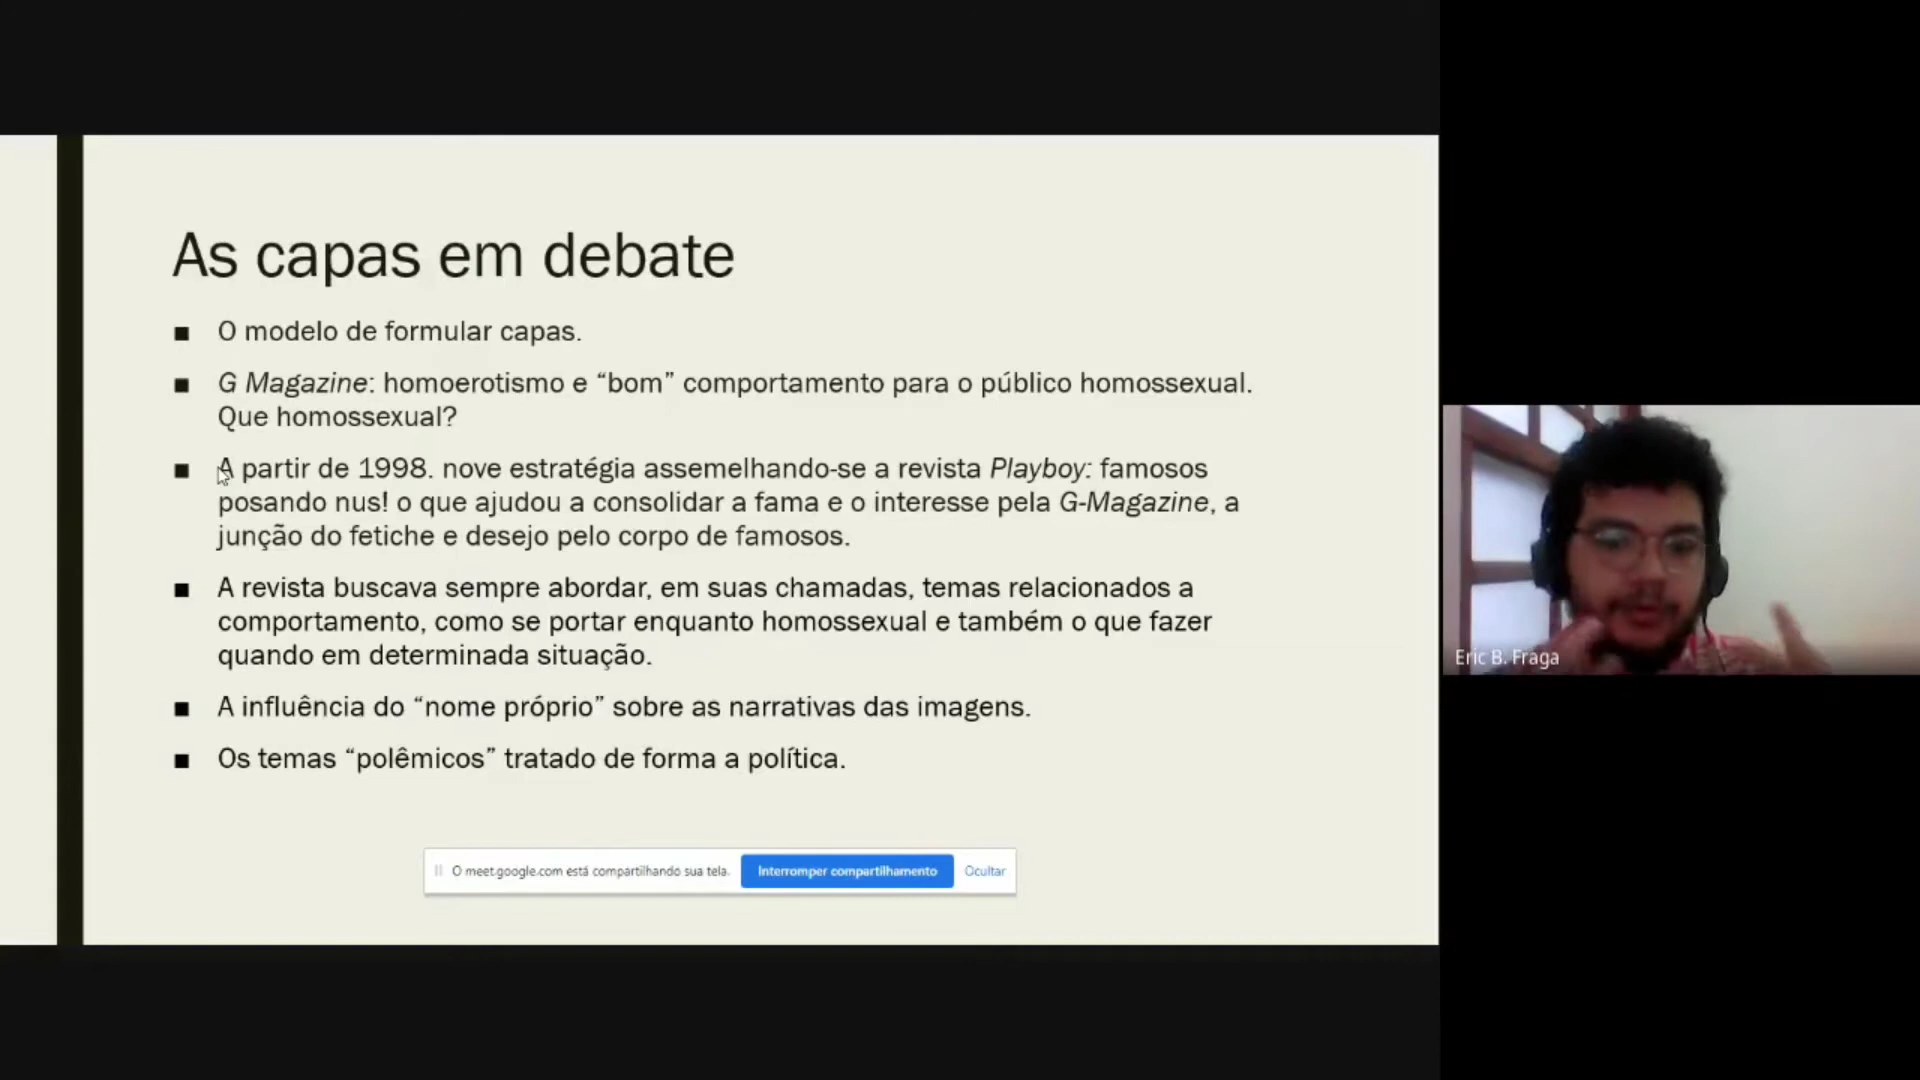 As capas em debate
■ O modelo de formular capas.
■ G Magazine: homoerotismo e “bom” comportamento para o público homossexual.
Que homossexual?
■ A partir de 1998. nove estratégia assemelhando-se a revista Playboy: famosos
posando nus! o que ajudou a consolidar a fama e o interesse pela G-Magazine, a
junção do fetiche e desejo pelo corpo de famosos.
■ A revista buscava sempre abordar, em suas chamadas, temas relacionados a
comportamento, como se portar enquanto homossexual e também o que fazer
quando em determinada situação.
■ A influência do “nome próprio” sobre as narrativas das imagens.
■ Os temas “polêmicos” tratado de forma a política.
O meet.google.com está compartilhando sua tela. Interromper compartilhamento Ocultar
Eric B. Fraga